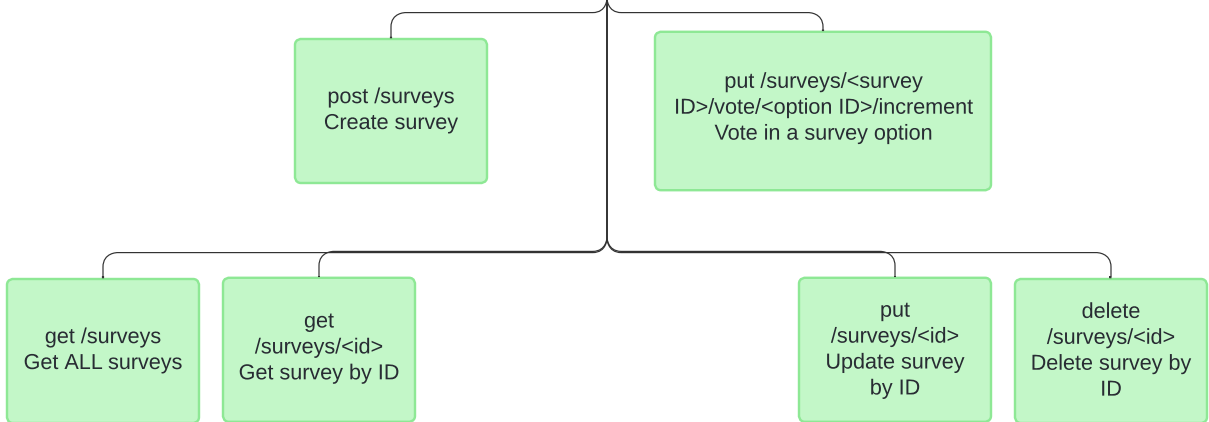 post /surveys
Create survey
put /surveys/<survey
ID>/vote/<option ID>/increment
Vote in a survey option
get /surveys
Get ALL surveys
get
/surveys/<id>
Get survey by ID
put
/surveys/<id>
Update survey
by ID
delete
/surveys/<id>
Delete survey by
ID